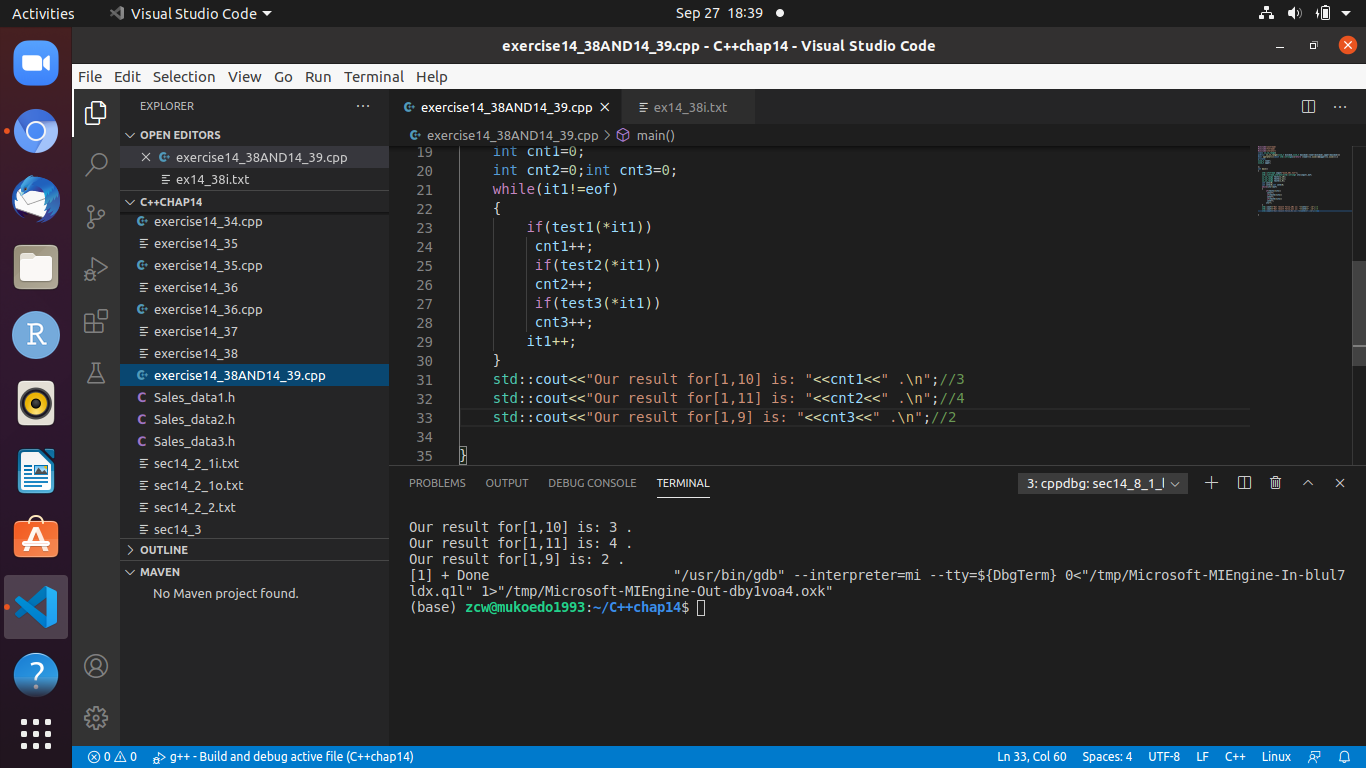 Activities
Visual Studio Code
Sep 27 18:39
exercise14_38AND14_39.cpp - C++chap14 - Visual Studio Code
File Edit Selection View Go Run Terminal Help
EXPLORER
OPEN EDITORS
exercise14_38AND14_39.cpp
ex14_38i.txt
C++CHAP14
exercise14_34.cpp
exercise14_35
exercise14_35.cpp
exercise14_36
exercise14_36.cpp
exercise14_37
exercise14_38
exercise14_38AND14_39.cpp
Sales_data1.h
Sales_data2.h
Sales_data3.h
sec14_2_1i.txt
sec14_2_1o.txt
sec14_2_2.txt
sec14_3
OUTLINE
MAVEN
No Maven project found.
exercise14_38AND14_39.cpp
ex14_38i.txt
exercise14_38AND14_39.cpp > main()
19 int cnt1=0;
20 int cnt2=0;int cnt3=0;
21 while(it1!=eof)
22 {
23 if(test1(*it1))
24 cnt1++;
25 if(test2(*it1))
26 cnt2++;
27 if(test3(*it1))
28 cnt3++;
29 it1++;
30 }
31 std::cout<<"Our result for[1,10] is: "<<cnt1<<" .\n";//3
32 std::cout<<"Our result for[1,11] is: "<<cnt2<<" .\n";//4
33 std::cout<<"Our result for[1,9] is: "<<cnt3<<" .\n";//2
34
35 }
PROBLEMS OUTPUT DEBUG CONSOLE TERMINAL
3: cppdbg: sec14_8_1_l
Our result for[1,10] is: 3 .
Our result for[1,11] is: 4 .
Our result for[1,9] is: 2 .
[1] + Done "/usr/bin/gdb" --interpreter=mi --tty=${DbgTerm} 0<"/tmp/Microsoft-MIEngine-In-blul7
ldx.q1l" 1>"/tmp/Microsoft-MIEngine-Out-dby1voa4.oxk"
(base) zcw@mukoedo1993:~/C++chap14$
0 0 g++ - Build and debug active file (C++chap14)
Ln 33, Col 60 Spaces: 4 UTF-8 LF C++ Linux